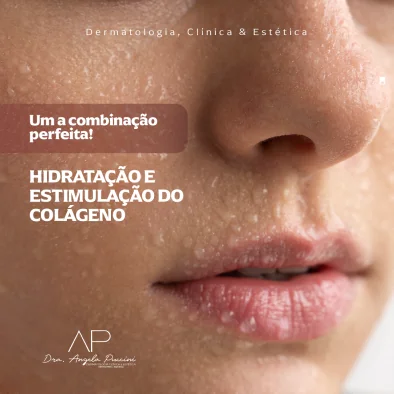 Dermatologia, Clínica & Estética
Um a combinação
perfeita!
HIDRATAÇÃO E
ESTIMULAÇÃO DO
COLÁGENO
AP
Dra. Angela Puccini